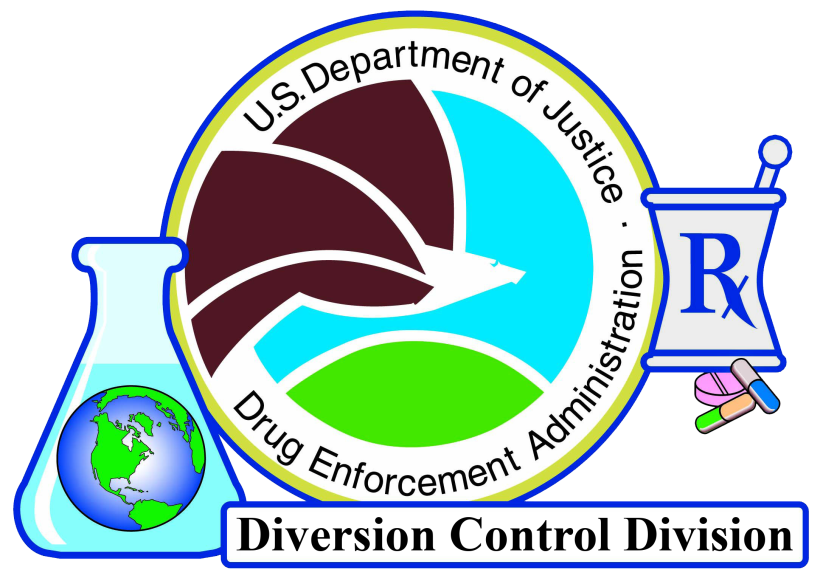 U.S. Department of Justice ·
Drug Enforcement Administration
Rx
Diversion Control Division